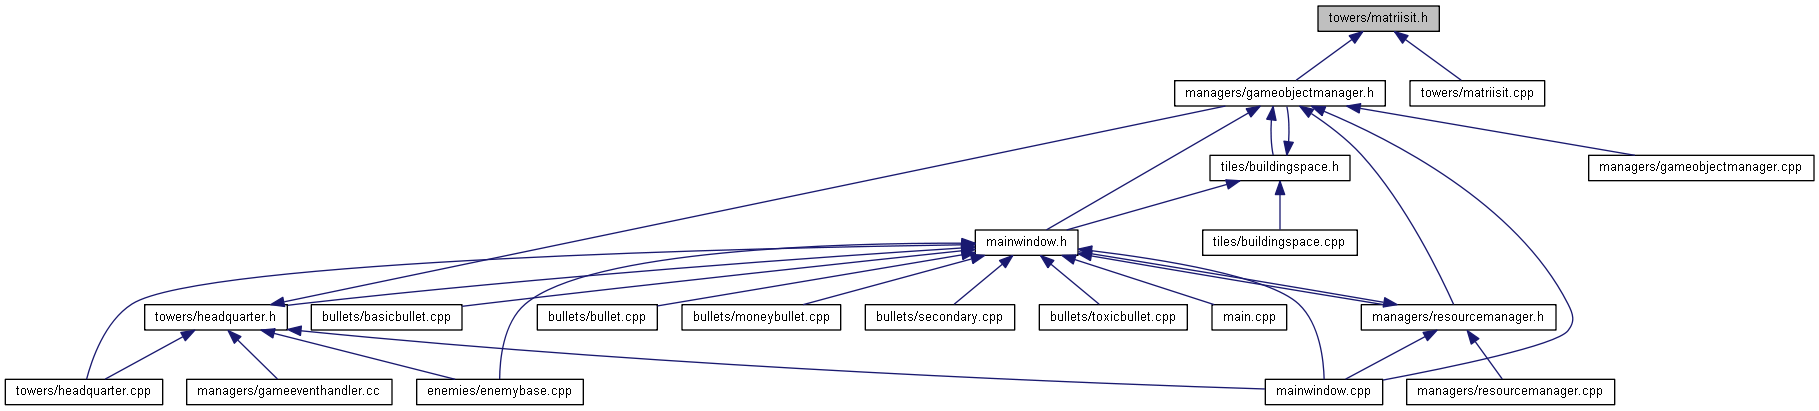 towers/matriisit.h
managers/gameobjectmanager.h
towers/matriisit.cpp
tiles/buildingspace.h
managers/gameobjectmanager.cpp
mainwindow.h
tiles/buildingspace.cpp
towers/headquarter.h
bullets/basicbullet.cpp
bullets/bullet.cpp
bullets/moneybullet.cpp
bullets/secondary.cpp
bullets/toxicbullet.cpp
main.cpp
managers/resourcemanager.h
towers/headquarter.cpp
managers/gameeventhandler.cc
enemies/enemybase.cpp
mainwindow.cpp
managers/resourcemanager.cpp